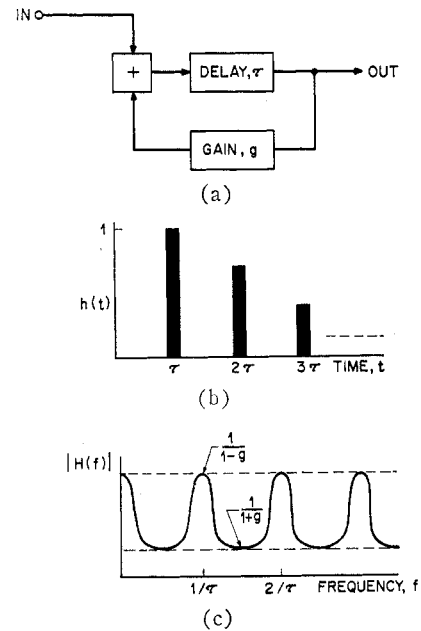 IN
+
DELAY, τ
OUT
GAIN, g
(a)
1
h(t)
τ 2τ 3τ TIME, t
(b)
|H(f)|
1/1-g
1/1+g
1/τ 2/τ FREQUENCY, f
(c)